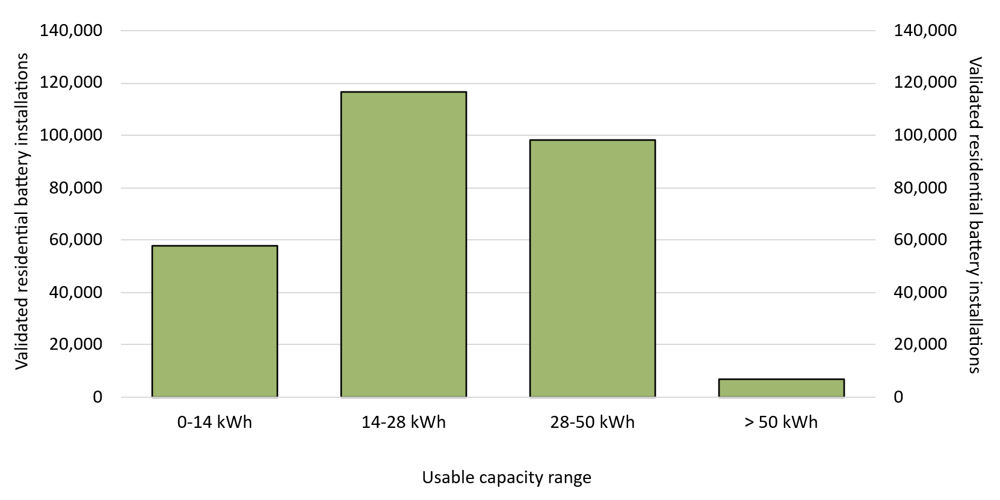 Validated residential battery installations
140,000
120,000
100,000
80,000
60,000
40,000
20,000
0
0-14 kWh
14-28 kWh
28-50 kWh
> 50 kWh
Usable capacity range
140,000
120,000
100,000
80,000
60,000
40,000
20,000
0
Validated residential battery installations